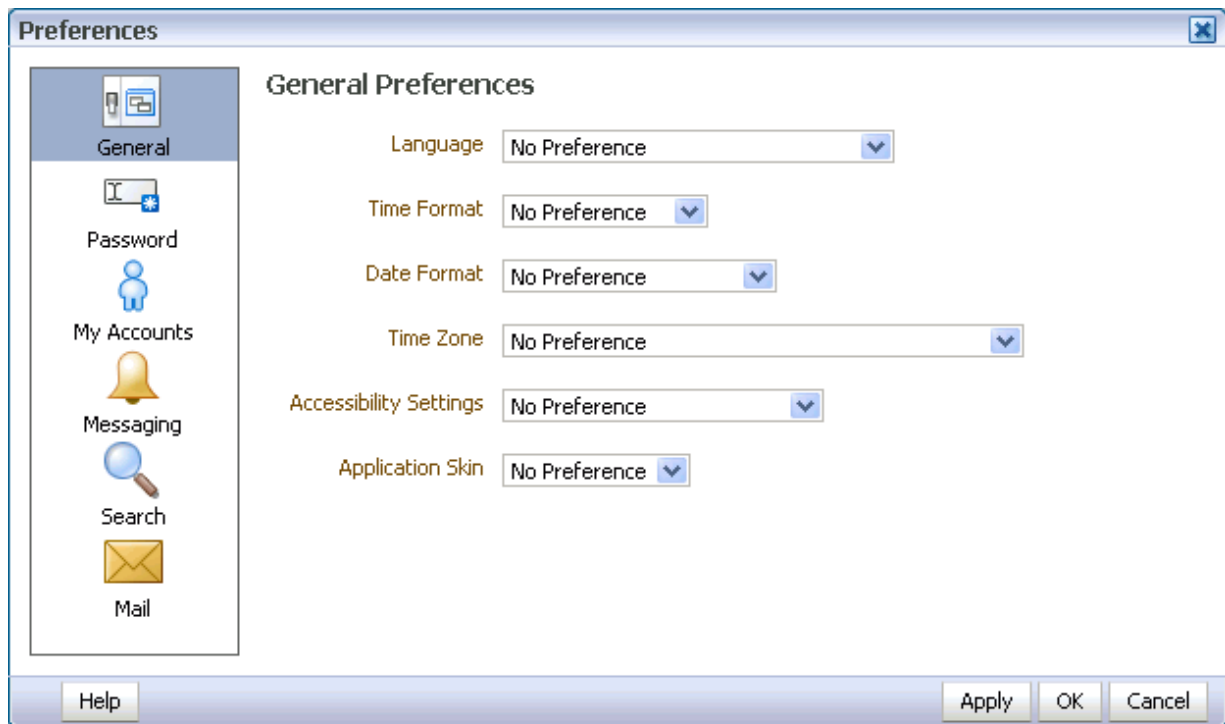 Preferences
General
Password
My Accounts
Messaging
Search
Mail
General Preferences
Language No Preference
Time Format No Preference
Date Format No Preference
Time Zone No Preference
Accessibility Settings No Preference
Application Skin No Preference
Help Apply OK Cancel